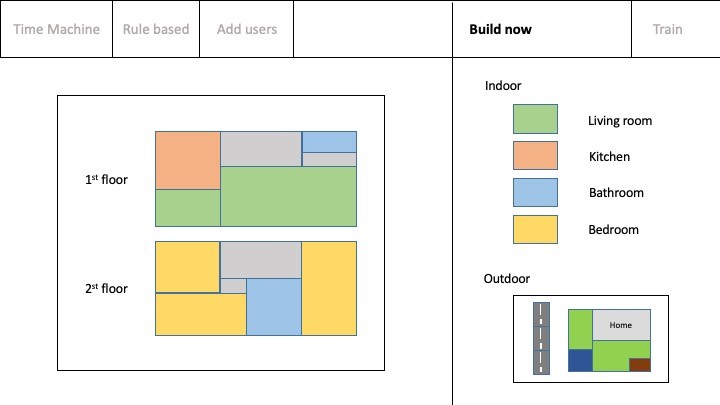 Time Machine
Rule based
Add users
Build now
Train
Indoor
Living room
Kitchen
Bathroom
Bedroom
1st floor
2st floor
Outdoor
Home